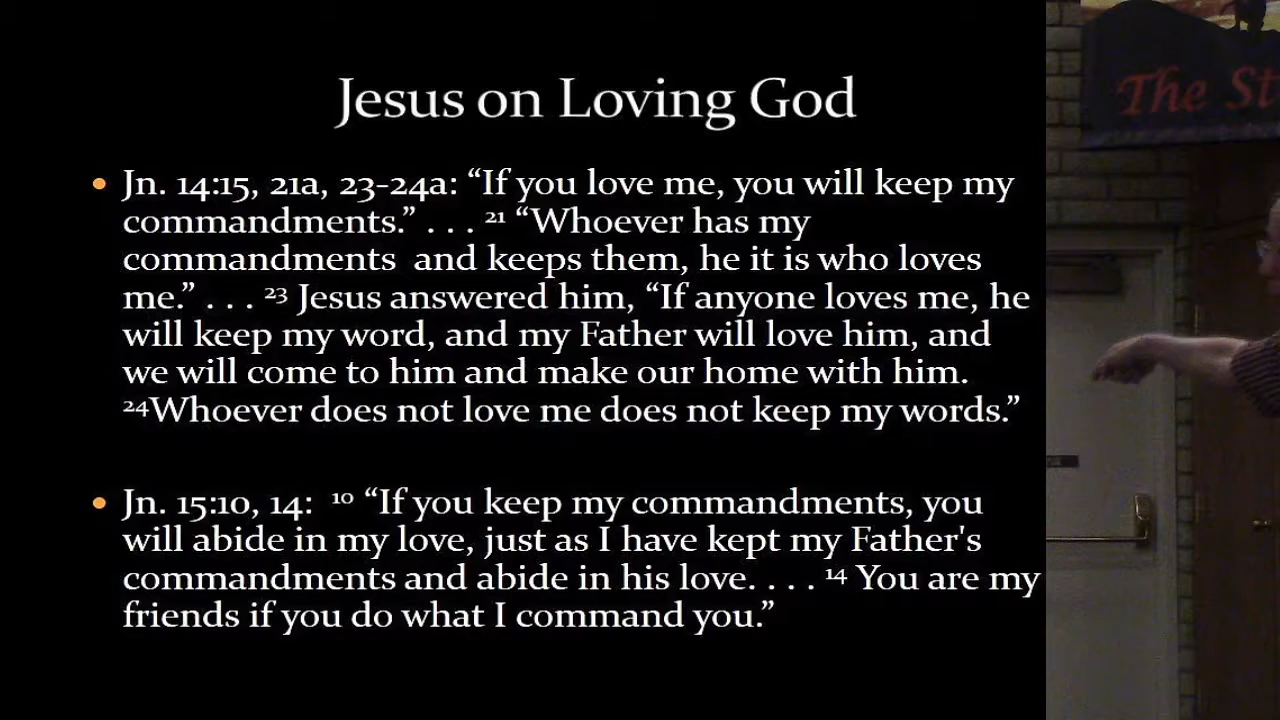 Jesus on Loving God
• Jn. 14:15, 21a, 23-24a: “If you love me, you will keep my
commandments.” . . . ²¹ “Whoever has my
commandments and keeps them, he it is who loves
me.” . . . ²³ Jesus answered him, “If anyone loves me, he
will keep my word, and my Father will love him, and
we will come to him and make our home with him.
²⁴Whoever does not love me does not keep my words.”
• Jn. 15:10, 14: ¹⁰ “If you keep my commandments, you
will abide in my love, just as I have kept my Father's
commandments and abide in his love. . . . ¹⁴ You are my
friends if you do what I command you.”
The